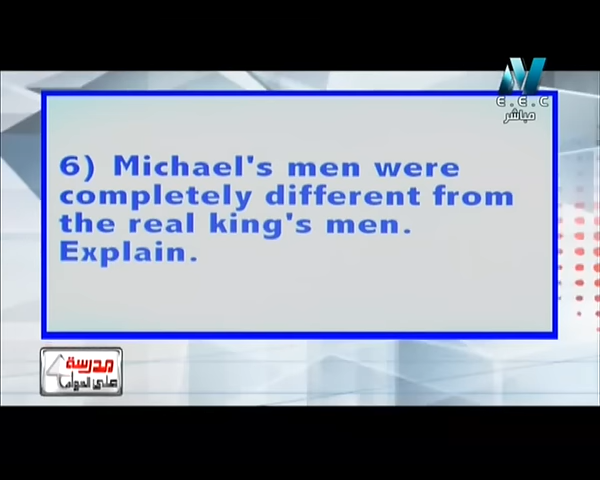 E.E.C
مباشر
6) Michael's men were
completely different from
the real king's men.
Explain.
مدرسة
على الهواء